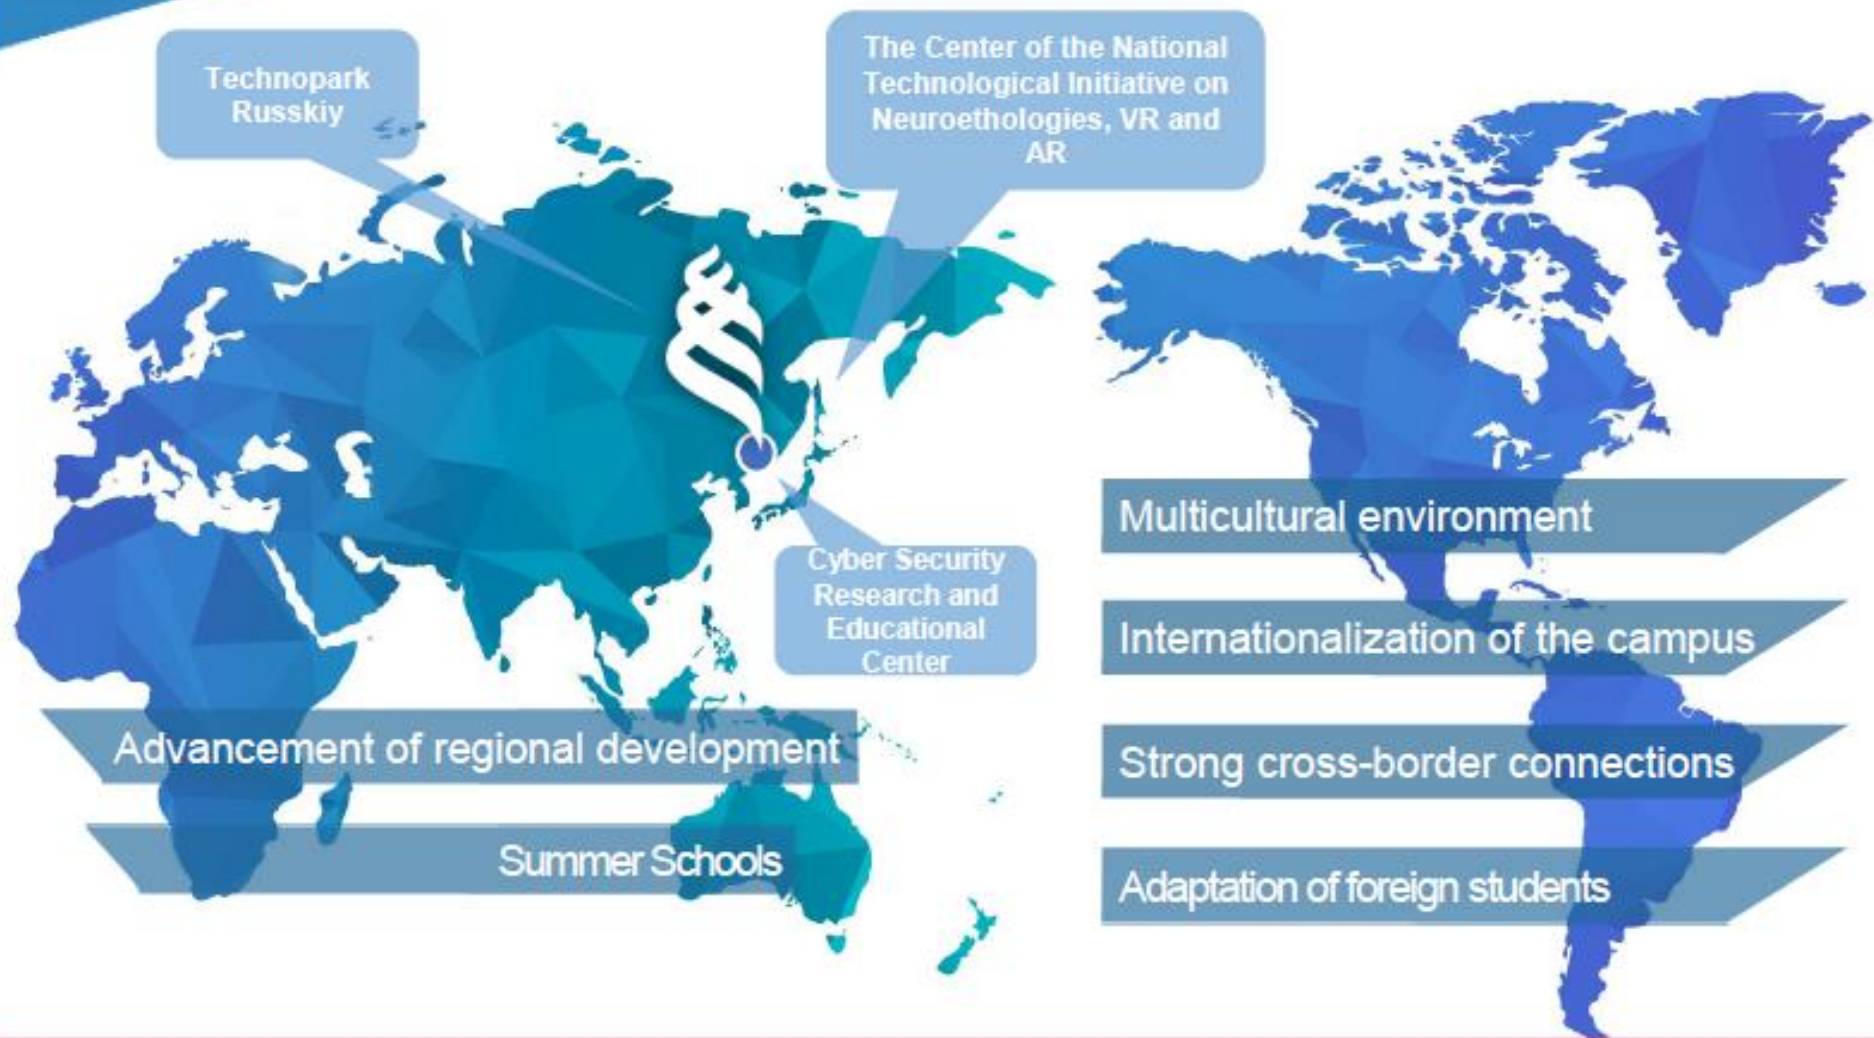 Technopark
Russkiy
The Center of the National
Technological Initiative on
Neuroethologies, VR and
AR
Cyber Security
Research and
Educational
Center
Advancement of regional development
Summer Schools
Multicultural environment
Internationalization of the campus
Strong cross-border connections
Adaptation of foreign students